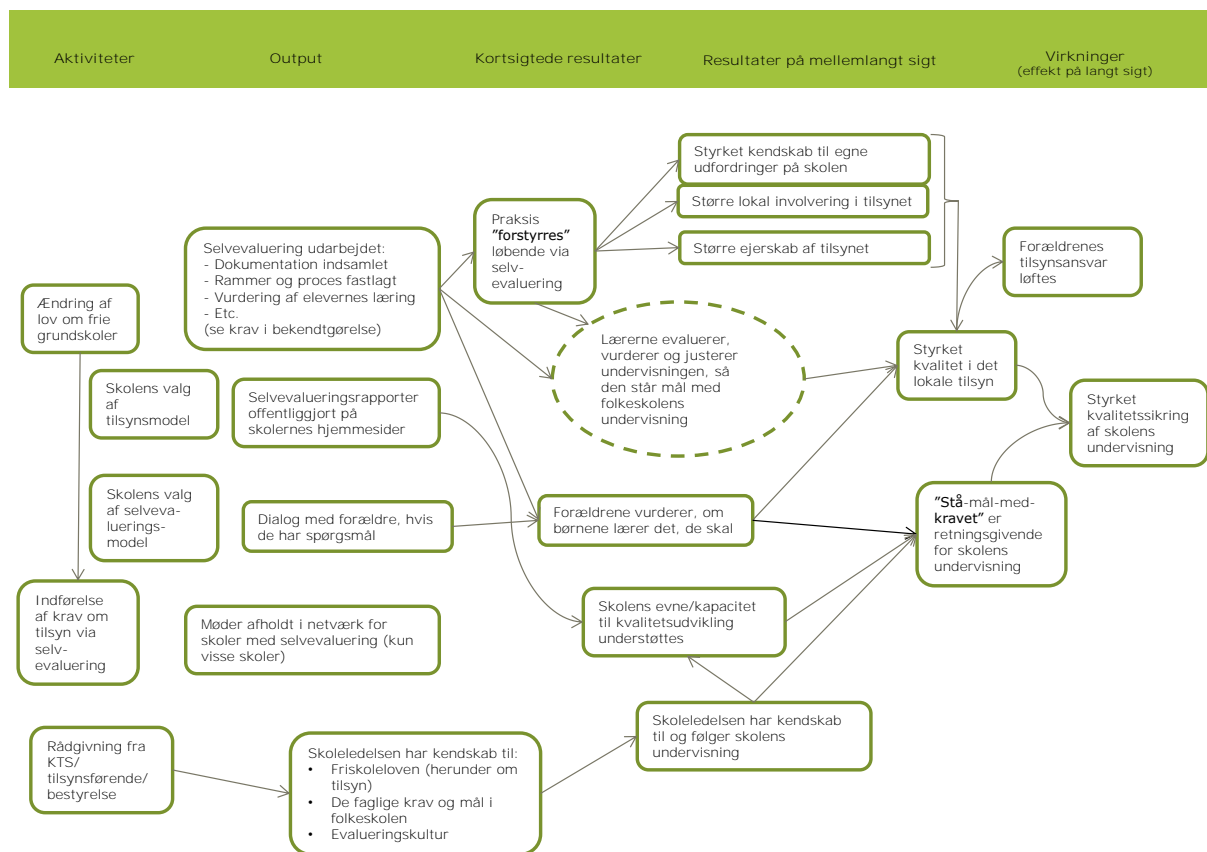 Aktiviteter
Output
Kortsigtede resultater
Resultater på mellemlangt sigt
Virkninger
(effekt på langt sigt)
Ændring af
lov om frie
grundskoler
Skolens valg
af
tilsynsmodel
Skolens valg
af selveva-
luerings-
model
Indførelse
af krav om
tilsyn via
selv-
evaluering
Rådgivning fra
KTS/
tilsynsførende/
bestyrelse
Selvevaluering udarbejdet:
- Dokumentation indsamlet
- Rammer og proces fastlagt
- Vurdering af elevernes læring
- Etc.
(se krav i bekendtgørelse)
Selvevalueringsrapporter
offentliggjort på
skolernes hjemmesider
Dialog med forældre, hvis
de har spørgsmål
Møder afholdt i netværk for
skoler med selvevaluering (kun
visse skoler)
Skoleledelsen har kendskab til:
• Friskoleloven (herunder om
tilsyn)
• De faglige krav og mål i
folkeskolen
• Evalueringskultur
Praksis
”forstyrres”
løbende via
selv-
evaluering
Lærerne evaluerer,
vurderer og justerer
undervisningen, så
den står mål med
folkeskolens
undervisning
Forældrene vurderer, om
børnene lærer det, de skal
Skolens evne/kapacitet
til kvalitetsudvikling
understøttes
Skoleledelsen har kendskab
til og følger skolens
undervisning
Styrket kendskab til egne
udfordringer på skolen
Større lokal involvering i tilsynet
Større ejerskab af tilsynet
Styrket
kvalitet i det
lokale tilsyn
”Stå-mål-med-
kravet” er
retningsgivende
for skolens
undervisning
Forældrenes
tilsynsansvar
løftes
Styrket
kvalitetssikring
af skolens
undervisning